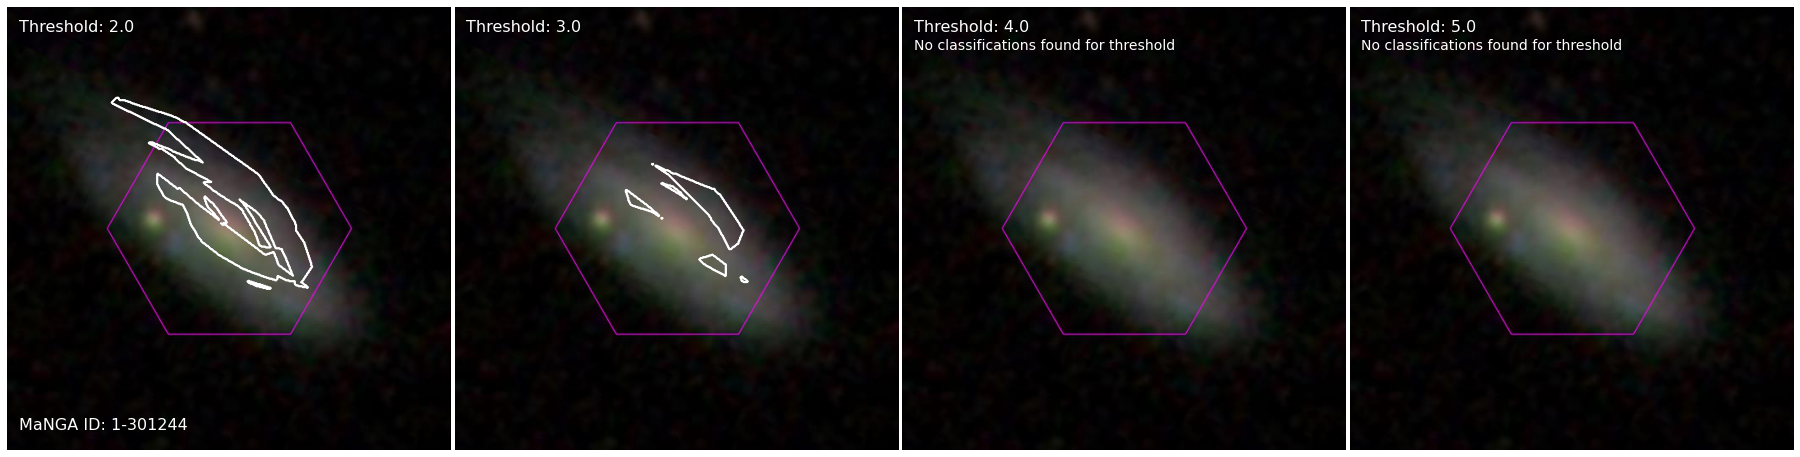 Threshold: 2.0
MaNGA ID: 1-301244
Threshold: 3.0
Threshold: 4.0
No classifications found for threshold
Threshold: 5.0
No classifications found for threshold